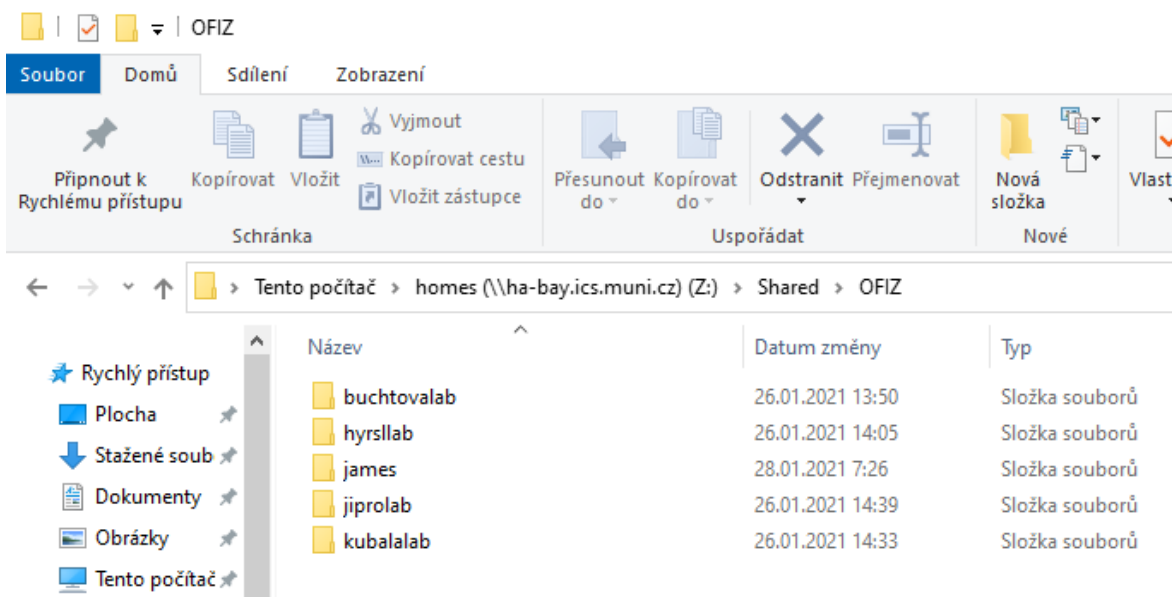 OFIZ
Soubor Domů Sdílení Zobrazení
Připnout k Rychlému přístupu
Kopírovat
Vložit
Vyjmout
Kopírovat cestu
Vložit zástupce
Schránka
Přesunout do
Kopírovat do
Odstranit
Přejmenovat
Uspořádat
Nová složka
Nové
Vlast
Tento počítač homes (\\ha-bay.ics.muni.cz) (Z:) Shared OFIZ
Rychlý přístup
Plocha
Stažené soub
Dokumenty
Obrázky
Tento počítač
Název Datum změny Typ
buchtovalab 26.01.2021 13:50 Složka souborů
hyrsllab 26.01.2021 14:05 Složka souborů
james 28.01.2021 7:26 Složka souborů
jiprolab 26.01.2021 14:39 Složka souborů
kubalalab 26.01.2021 14:33 Složka souborů